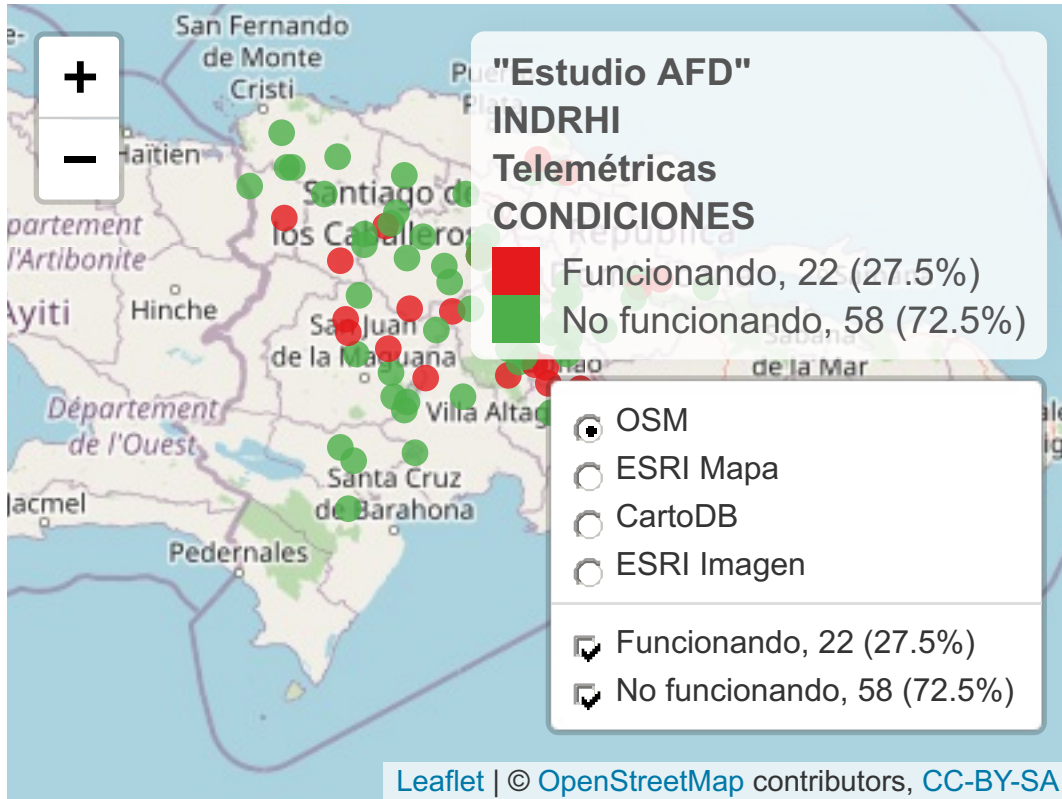 San Fernando
de Monte
Cristi
+
−
Haïtien
"Estudio AFD"
INDRHI
Telemétricas
CONDICIONES
Funcionando, 22 (27.5%)
No funcionando, 58 (72.5%)
Santiago de
los Caballeros
República
partement
l'Artibonite
Hinche
Ayiti
San Juan
de la Maguana
Sabana
de la Mar
Département
de l'Ouest
Villa Altag
Jacmel
Santa Cruz
de Barahona
Pedernales
OSM
ESRI Mapa
CartoDB
ESRI Imagen
Funcionando, 22 (27.5%)
No funcionando, 58 (72.5%)
Leaflet | © OpenStreetMap contributors, CC-BY-SA